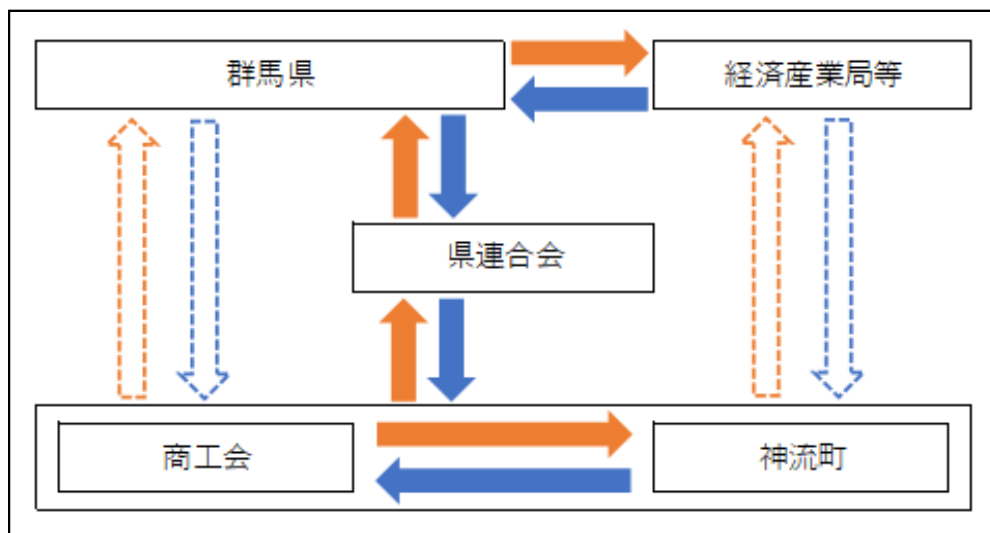 群馬県
経済産業局等
県連合会
商工会
神流町